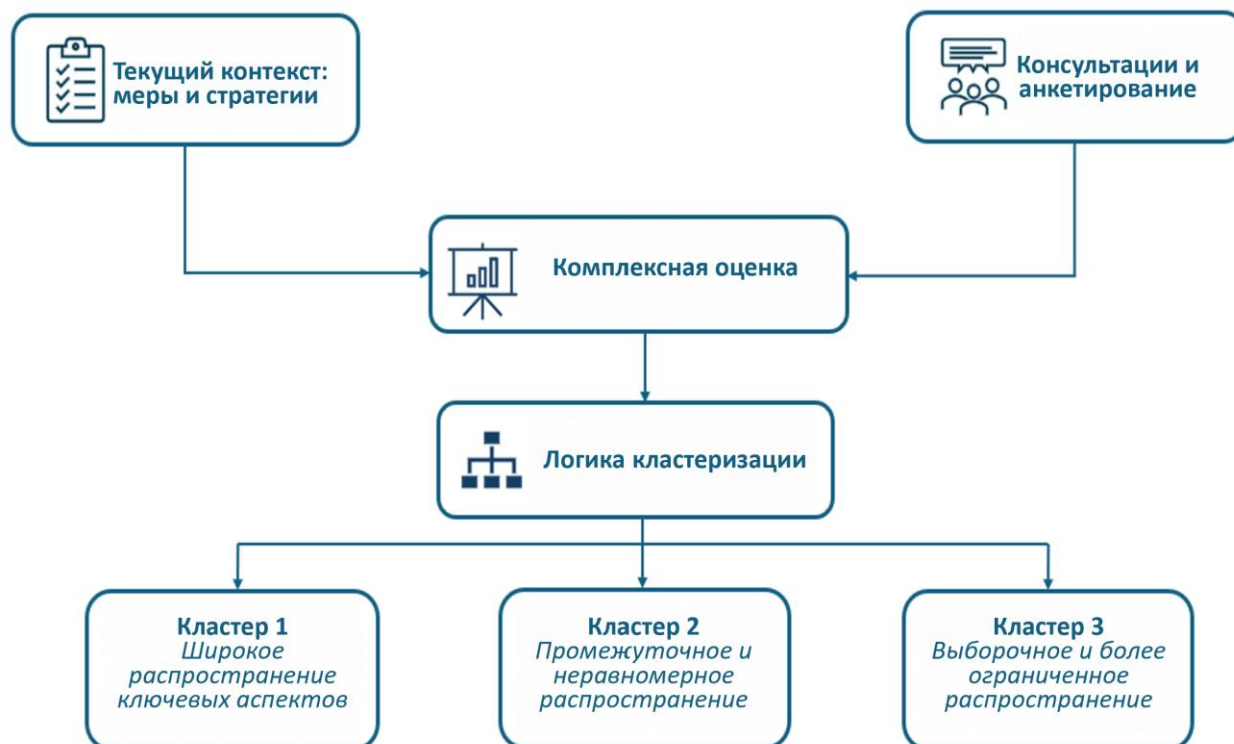 Текущий контекст:
меры и стратегии
Консультации и
анкетирование
Комплексная оценка
Логика кластеризации
Кластер 1
Широкое
распространение
ключевых аспектов
Кластер 2
Промежуточное и
неравномерное
распространение
Кластер 3
Выборочное и более
ограниченное
распространение